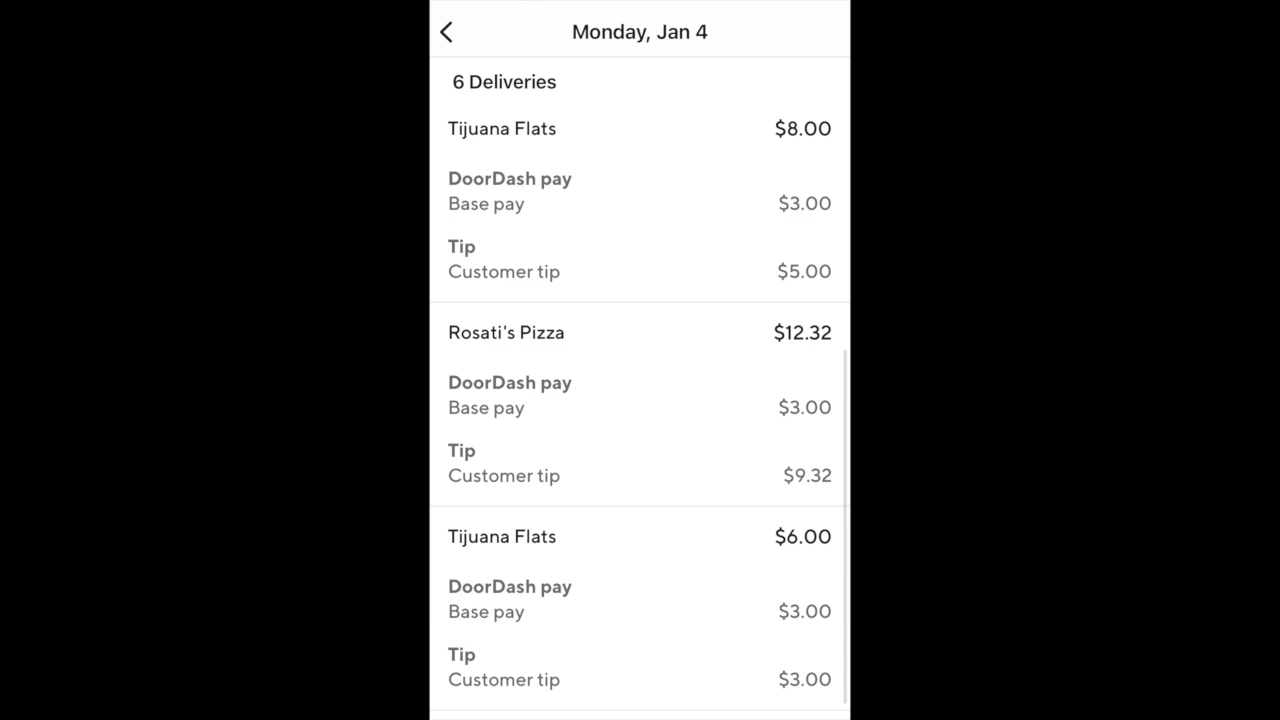 Monday, Jan 4
6 Deliveries
Tijuana Flats $8.00
DoorDash pay
Base pay $3.00
Tip
Customer tip $5.00
Rosati's Pizza $12.32
DoorDash pay
Base pay $3.00
Tip
Customer tip $9.32
Tijuana Flats $6.00
DoorDash pay
Base pay $3.00
Tip
Customer tip $3.00